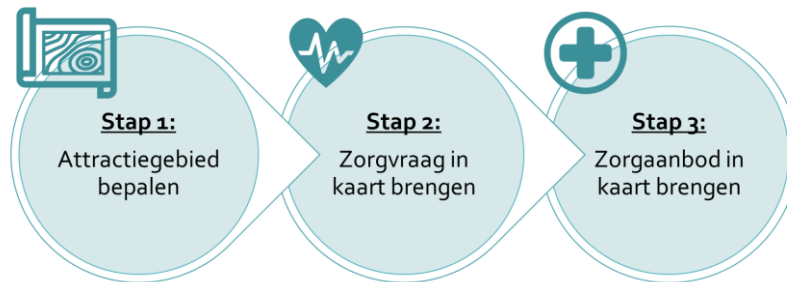 Stap 1:
Attractiegebied
bepalen
Stap 2:
Zorgvraag in
kaart brengen
Stap 3:
Zorgaanbod in
kaart brengen